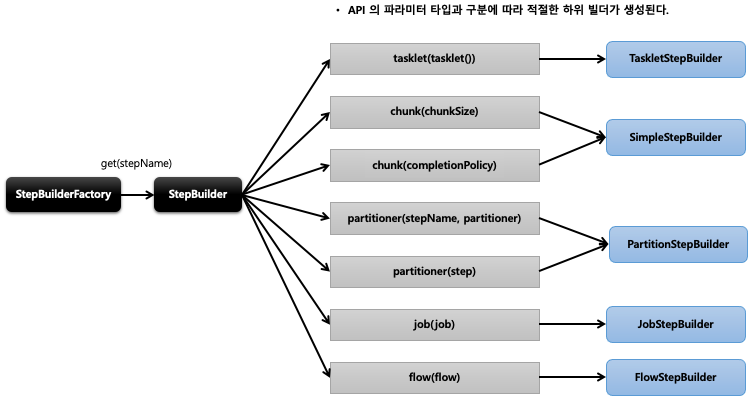 • API 의 파라미터 타입과 구분에 따라 적절한 하위 빌더가 생성된다.
tasklet(tasklet())
TaskletStepBuilder
chunk(chunkSize)
SimpleStepBuilder
chunk(completionPolicy)
get(stepName)
StepBuilderFactory
StepBuilder
partitioner(stepName, partitioner)
PartitionStepBuilder
partitioner(step)
job(job)
JobStepBuilder
flow(flow)
FlowStepBuilder